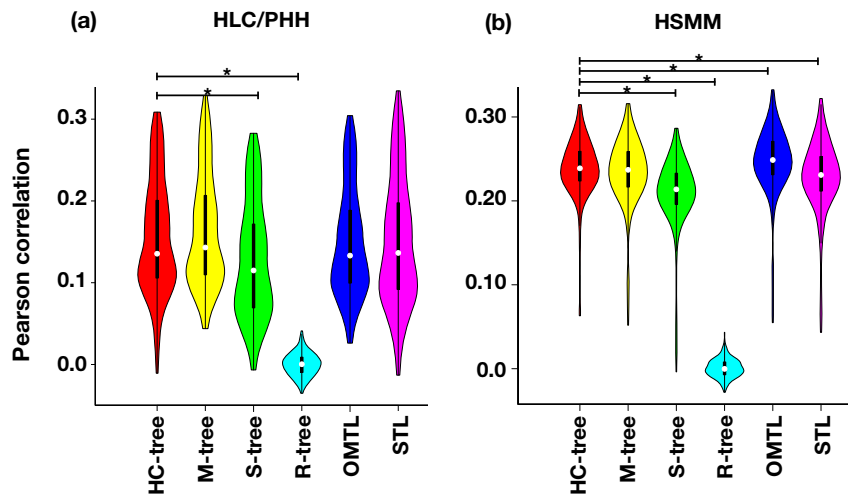 (a) HLC/PHH
*
*
Pearson correlation
0.3
0.2
0.1
0.0
HC-tree
M-tree
S-tree
R-tree
OMTL
STL
(b) HSMM
*
*
*
*
0.30
0.20
0.10
0.0
HC-tree
M-tree
S-tree
R-tree
OMTL
STL